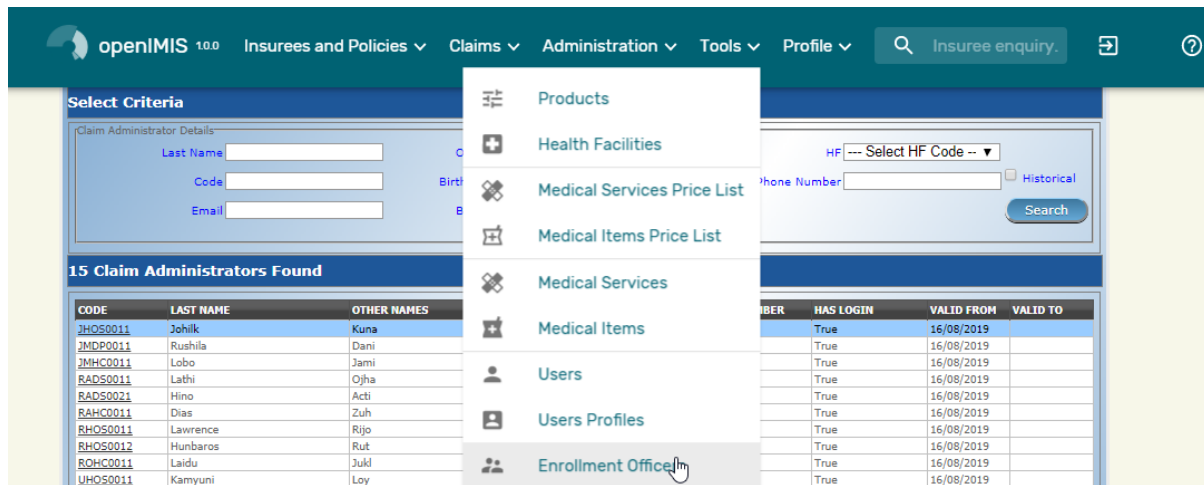 openIMIS 1.0.0 Insurees and Policies Claims Administration Tools Profile Insuree enquiry.
Select Criteria
Claim Administrator Details
Last Name HF --- Select HF Code -- ▼
Code Phone Number Historical
Email Search
15 Claim Administrators Found
CODE LAST NAME OTHER NAMES HAS LOGIN VALID FROM VALID TO
JHOS0011 Johilk Kuna True 16/08/2019
JMDP0011 Rushila Dani True 16/08/2019
JMHC0011 Lobo Jami True 16/08/2019
RADS0011 Lathi Ojha True 16/08/2019
RADS0021 Hino Acti True 16/08/2019
RAHC0011 Dias Zuh True 16/08/2019
RHOS0011 Lawrence Rijo True 16/08/2019
RHOS0012 Hunbaros Rut True 16/08/2019
ROHC0011 Laidu Jukl True 16/08/2019
UHOS0011 Kamyuni Loy True 16/08/2019
Products
Health Facilities
Medical Services Price List
Medical Items Price List
Medical Services
Medical Items
Users
Users Profiles
Enrollment Office